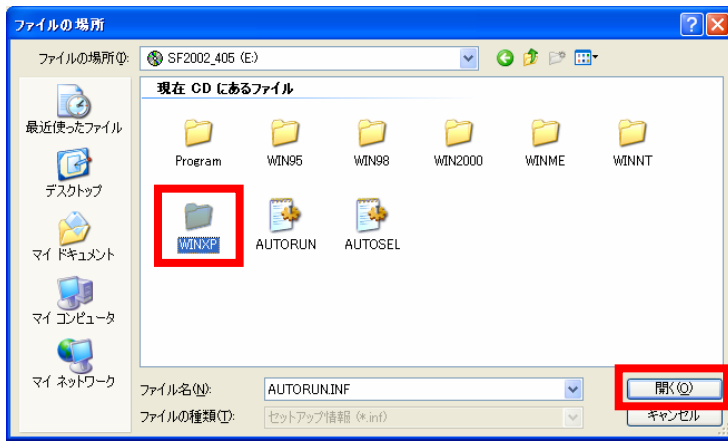 ファイルの場所
ファイルの場所(I):
SF2002_405 (E:)
現在 CD にあるファイル
最近使ったファイル
デスクトップ
マイ ドキュメント
マイ コンピュータ
マイ ネットワーク
Program
WIN95
WIN98
WIN2000
WINME
WINNT
WINXP
AUTORUN
AUTOSEL
ファイル名(N):
AUTORUN.INF
開く(O)
ファイルの種類(T):
セットアップ情報 (*.inf)
キャンセル